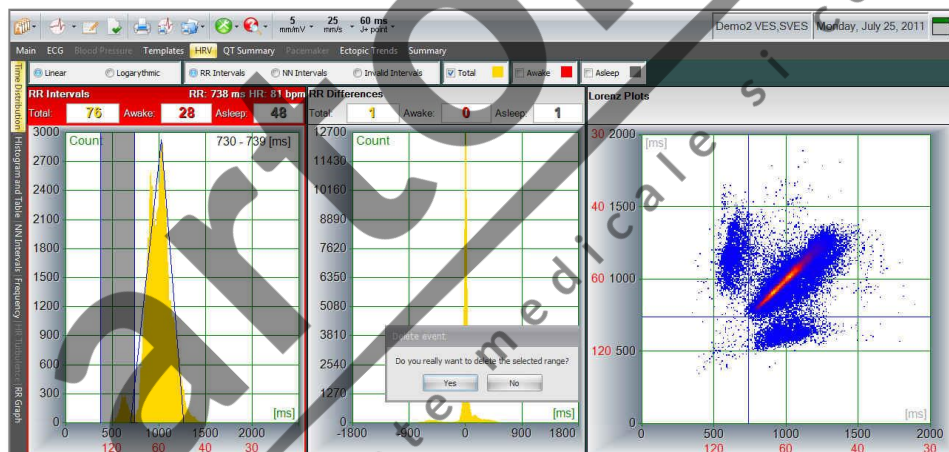 5 mm/mV
25 mm/s
60 ms J+ point
Demo2 VES,SVES
Monday, July 25, 2011
Main ECG Blood Pressure Templates HRV QT Summary Pacemaker Ectopic Trends Summary
Linear Logarythmic RR Intervals NN Intervals Invalid Intervals Total Awake Asleep
Time Distribution
Histogram and Table
NN Intervals
Frequency
HR Turbulence
RR Graph
RR Intervals RR: 738 ms HR: 81 bpm
Total: 76 Awake: 28 Asleep: 48
Count
730 - 739 [ms]
3000
2700
2400
2100
1800
1500
1200
900
600
300
0
[ms]
0 500 1000 1500 2000
120 60 40 30
RR Differences
Total: 1 Awake: 0 Asleep: 1
Count
12700
11430
10160
8890
7620
6350
5080
3810
2540
1270
0
[ms]
-1800 -900 0 900 1800
Delete event
Do you really want to delete the selected range?
Yes No
Lorenz Plots
[ms]
30 2000
40 1500
60 1000
120 500
0
[ms]
0 500 1000 1500 2000
120 60 40 30